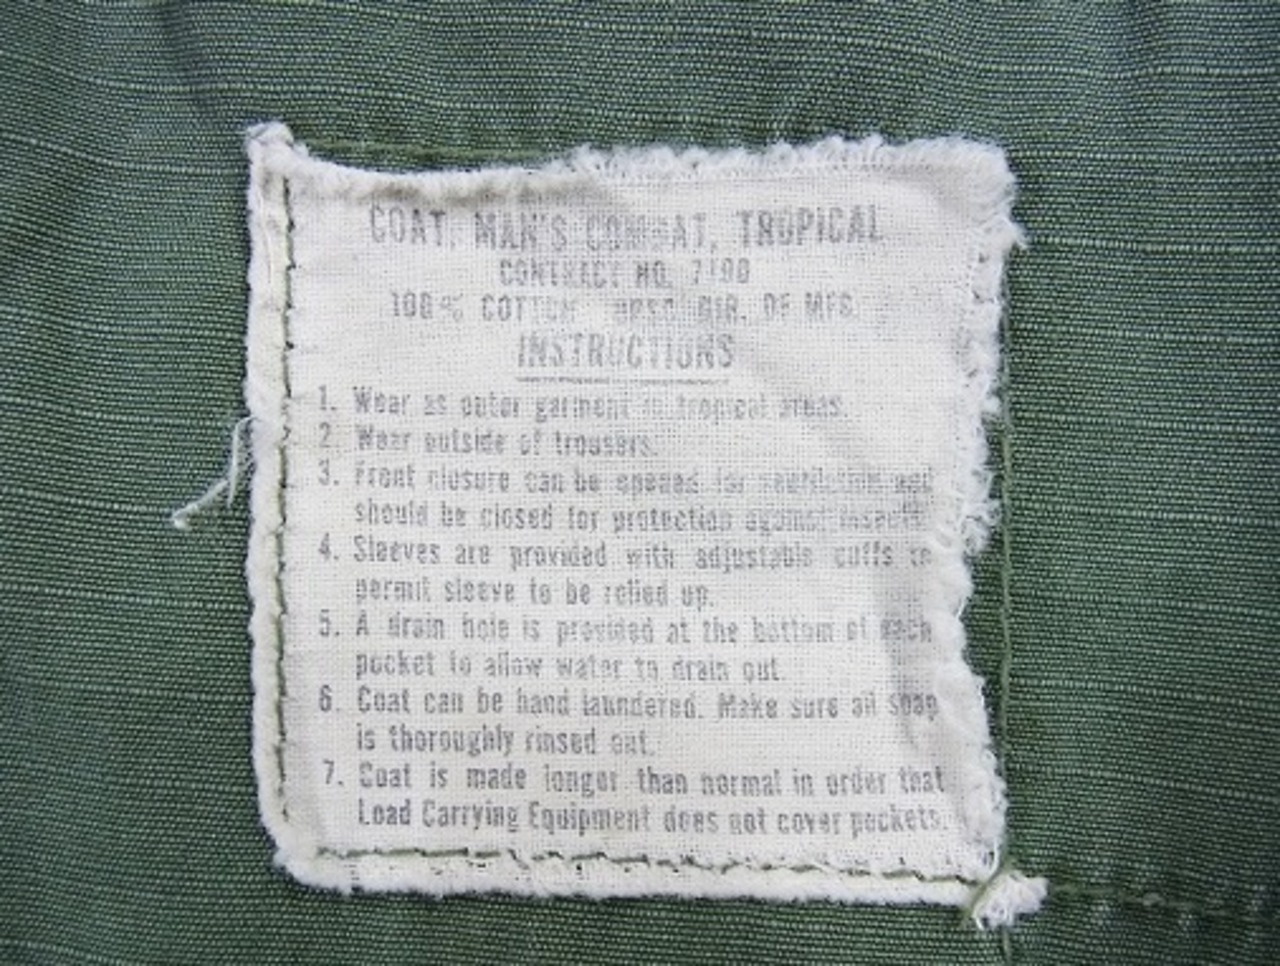 COAT, MAN'S COMBAT, TROPICAL
CONTRACT NO. 7190
100% COTTON DPSC DIR. OF MFG.
INSTRUCTIONS
1. Wear as outer garment in tropical areas.
2. Wear outside of trousers.
3. Front closure can be opened for ventilation and
should be closed for protection against insects.
4. Sleeves are provided with adjustable cuffs to
permit sleeve to be rolled up.
5. A drain hole is provided at the bottom of each
pocket to allow water to drain out.
6. Coat can be hand laundered. Make sure all soap
is thoroughly rinsed out.
7. Coat is made longer than normal in order that
Load Carrying Equipment does not cover pockets.